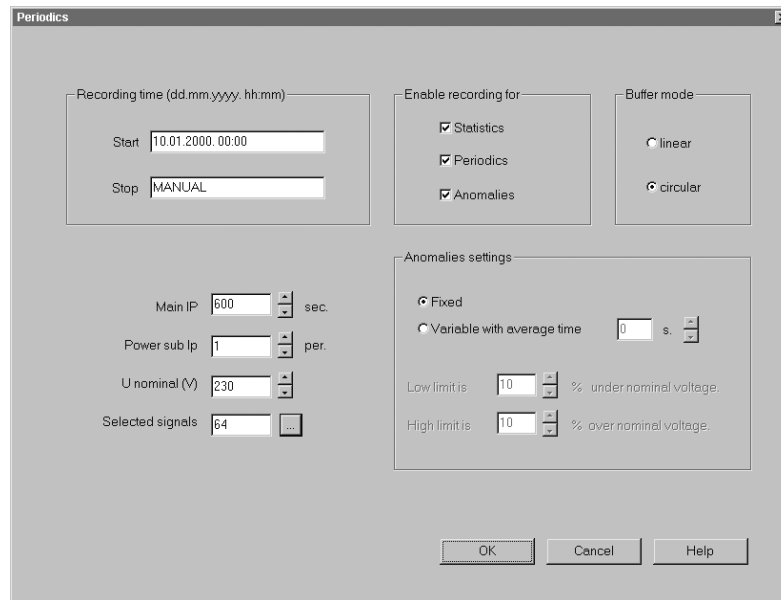 Periodics
Recording time (dd.mm.yyyy. hh:mm)
Start 10.01.2000. 00:00
Stop MANUAL
Enable recording for
Statistics
Periodics
Anomalies
Buffer mode
linear
circular
Main IP 600 sec.
Power sub Ip 1 per.
U nominal (V) 230
Selected signals 64 ...
Anomalies settings
Fixed
Variable with average time 0 s.
Low limit is 10 % under nominal voltage.
High limit is 10 % over nominal voltage.
OK Cancel Help